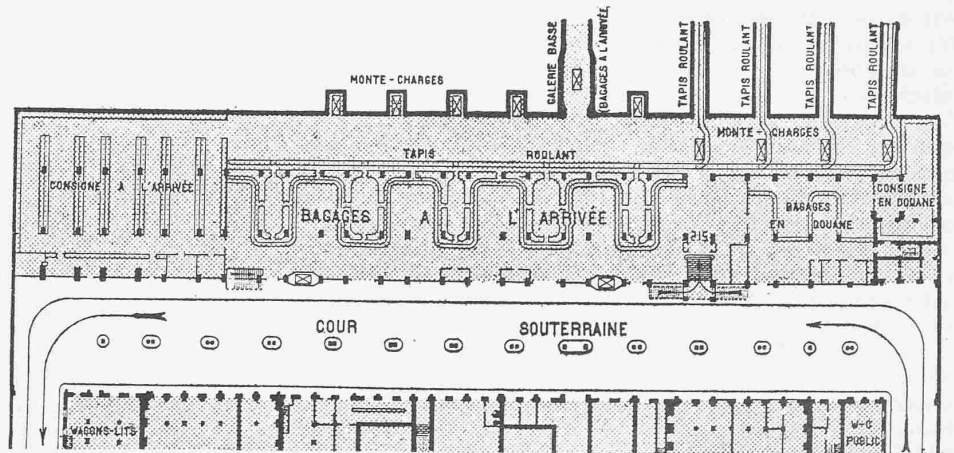 GALERIE BASSE
(BAGAGES A L'ARRIVÉE)
TAPIS ROULANT
TAPIS ROULANT
TAPIS ROULANT
TAPIS ROULANT
MONTE-CHARGES
MONTE-CHARGES
TAPIS ROULANT
CONSIGNE A L'ARRIVÉE
CONSIGNE
EN DOUANE
BAGAGES A L'ARRIVÉE
BAGAGES
EN DOUANE
215
COUR SOUTERRAINE
WAGONS-LITS
W-C
PUBLIC